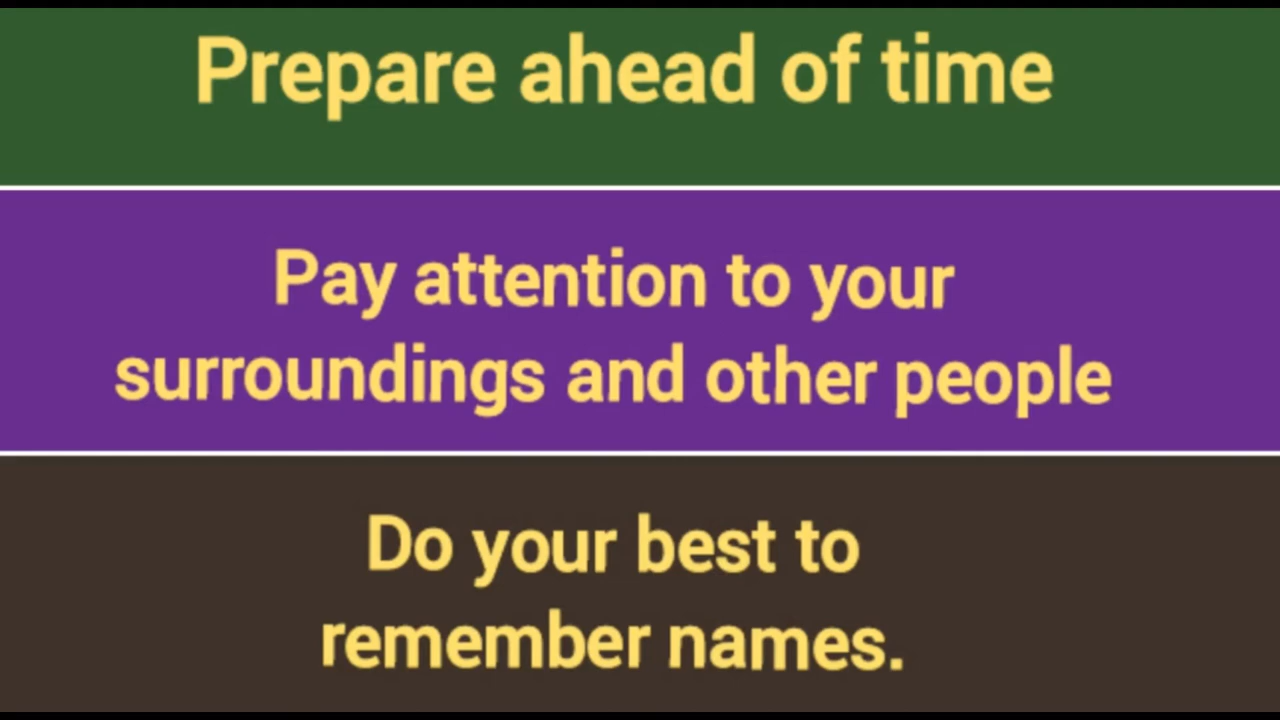 Prepare ahead of time
Pay attention to your
surroundings and other people
Do your best to
remember names.